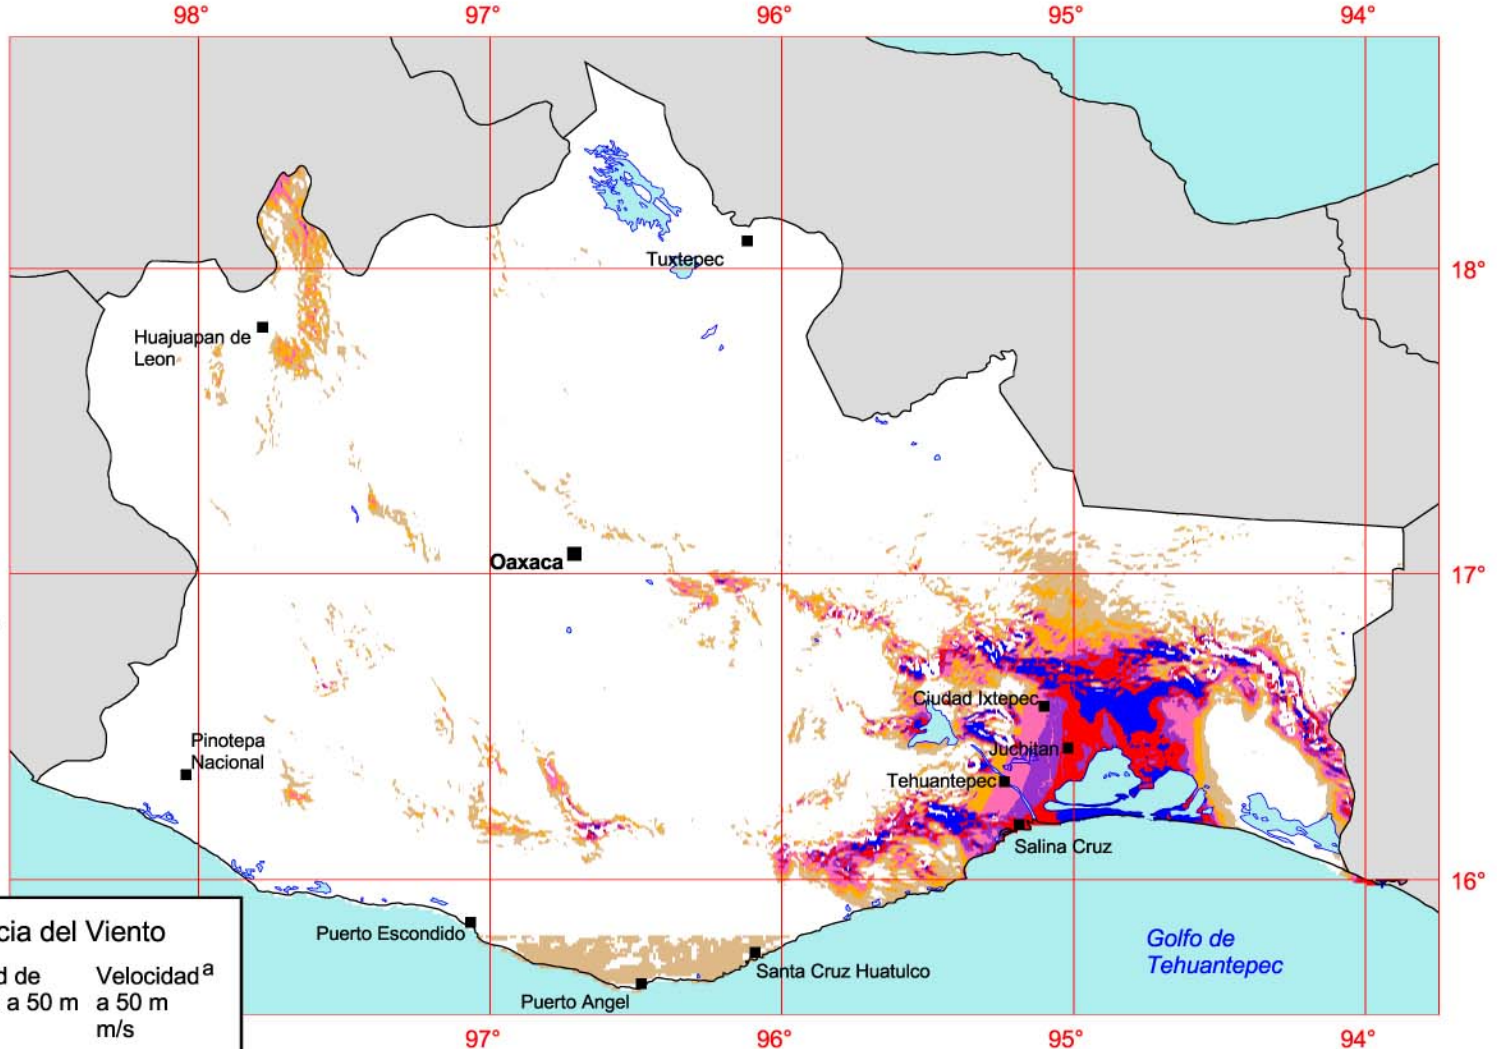 98° 97° 96° 95° 94°
Tuxtepec
18°
Huajuapan de
Leon
Oaxaca
17°
Ciudad Ixtepec
Pinotepa
Nacional
Juchitan
Tehuantepec
Salina Cruz
16°
Puerto Escondido
Golfo de
Tehuantepec
Santa Cruz Huatulco
Puerto Angel
cia del Viento
d de
a 50 m
Velocidad a
a 50 m
m/s
97° 96° 95° 94°